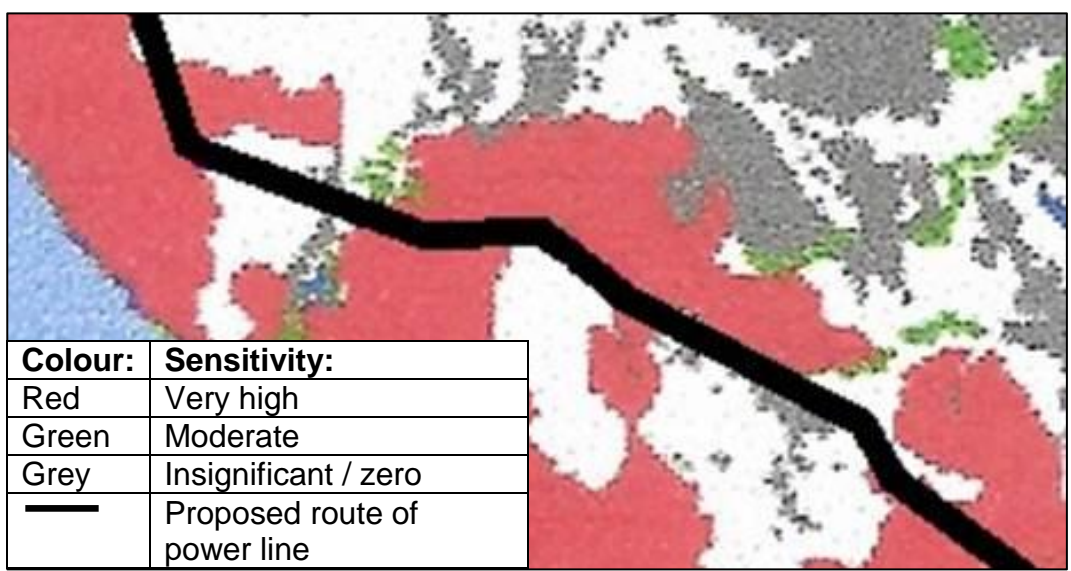 Colour: Sensitivity:
Red Very high
Green Moderate
Grey Insignificant / zero
Proposed route of
power line